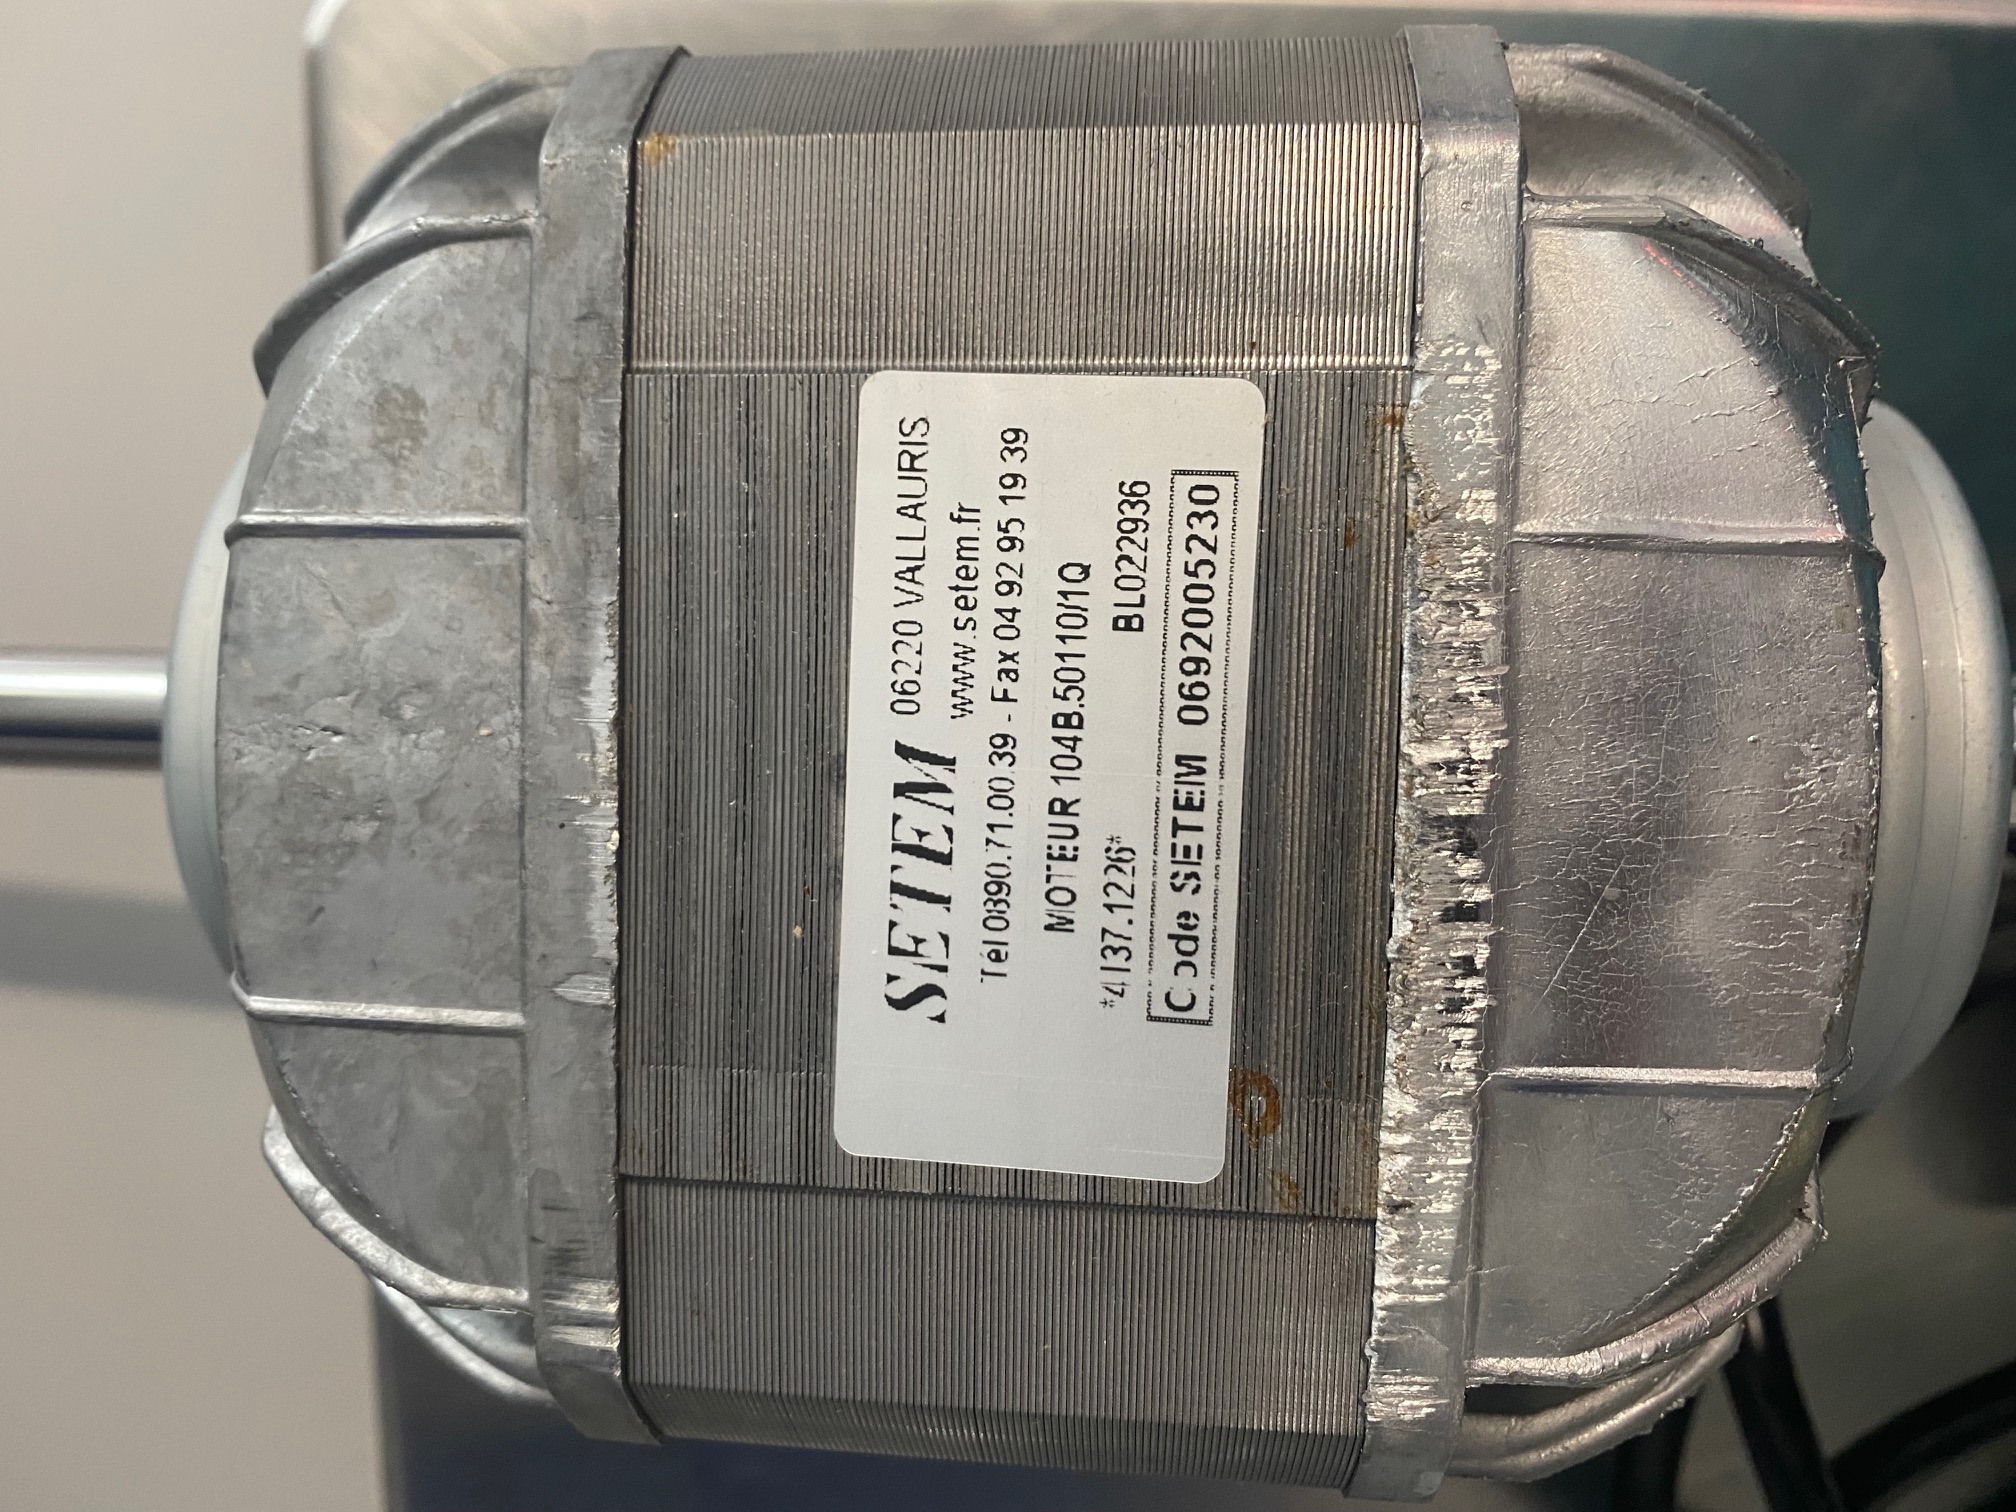 SETEM 06220 VALLAURIS
www.setem.fr
Tél 0890.71.00.39 - Fax 04 92 95 19 39
MOTEUR 104B.50110/1Q
*4137.1226* BL022936
Code SETEM 0692005230